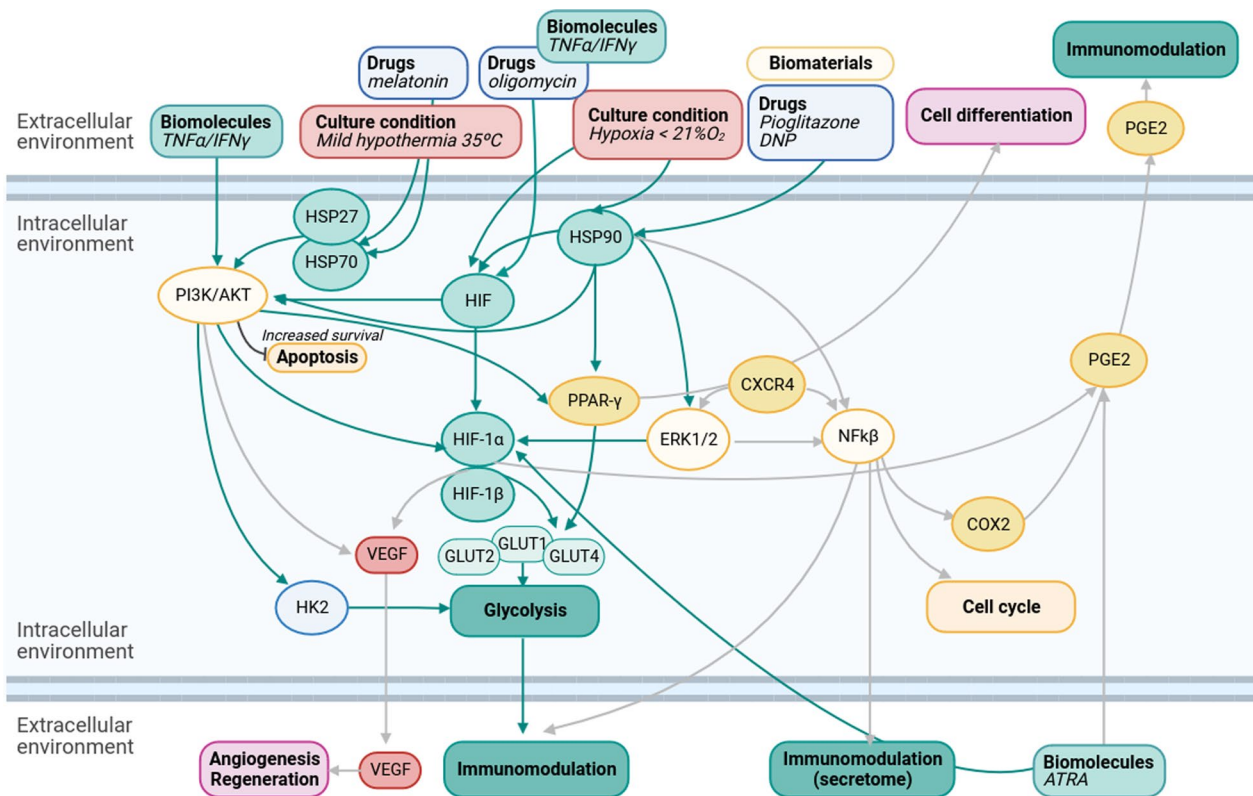 Biomolecules
TNFα/IFNγ
Immunomodulation
Drugs
melatonin
Drugs
oligomycin
Biomaterials
Extracellular
environment
Biomolecules
TNFα/IFNγ
Culture condition
Mild hypothermia 35ºC
Culture condition
Hypoxia < 21%O₂
Drugs
Pioglitazone
DNP
Cell differentiation
PGE2
Intracellular
environment
HSP27
HSP70
HSP90
PI3K/AKT
HIF
Increased survival
Apoptosis
PGE2
CXCR4
PPAR-γ
HIF-1α
ERK1/2
NFkβ
HIF-1β
COX2
VEGF
GLUT2
GLUT1
GLUT4
HK2
Glycolysis
Cell cycle
Intracellular
environment
Extracellular
environment
Angiogenesis
Regeneration
VEGF
Immunomodulation
Immunomodulation
(secretome)
Biomolecules
ATRA